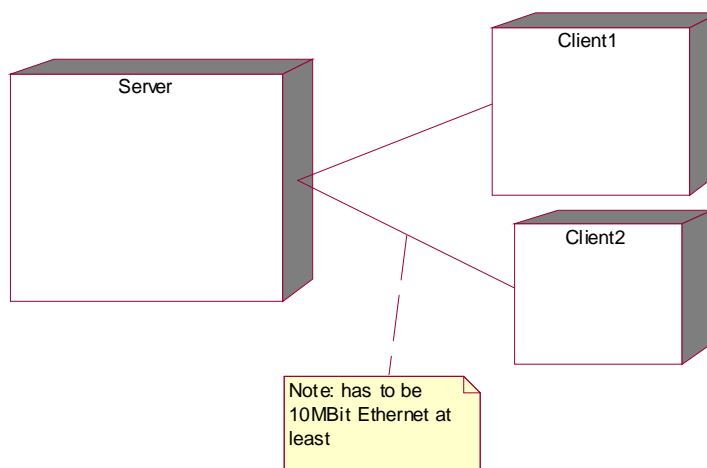 Server
Client1
Client2
Note: has to be
10MBit Ethernet at
least